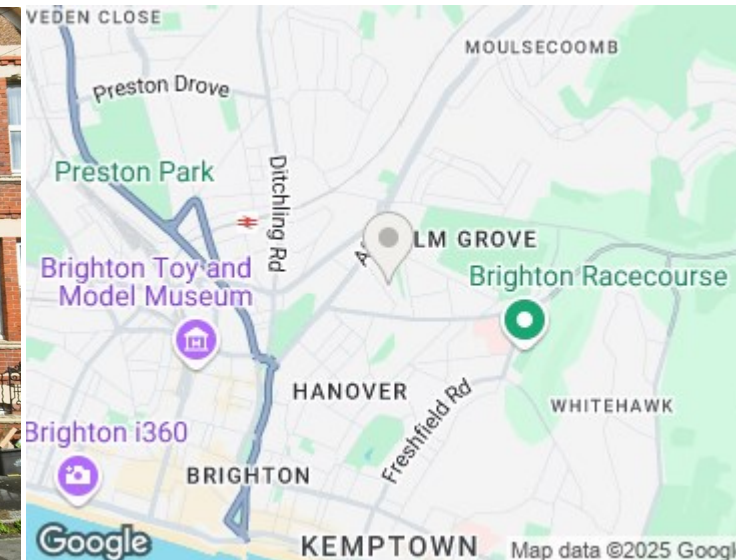 VEDEN CLOSE
MOULSECOOMB
Preston Drove
Preston Park
Ditchling Rd
LM GROVE
Brighton Toy and
Model Museum
Brighton Racecourse
HANOVER
Freshfield Rd
WHITEHAWK
Brighton i360
BRIGHTON
KEMPTOWN
Google
Map data ©2025 Googl